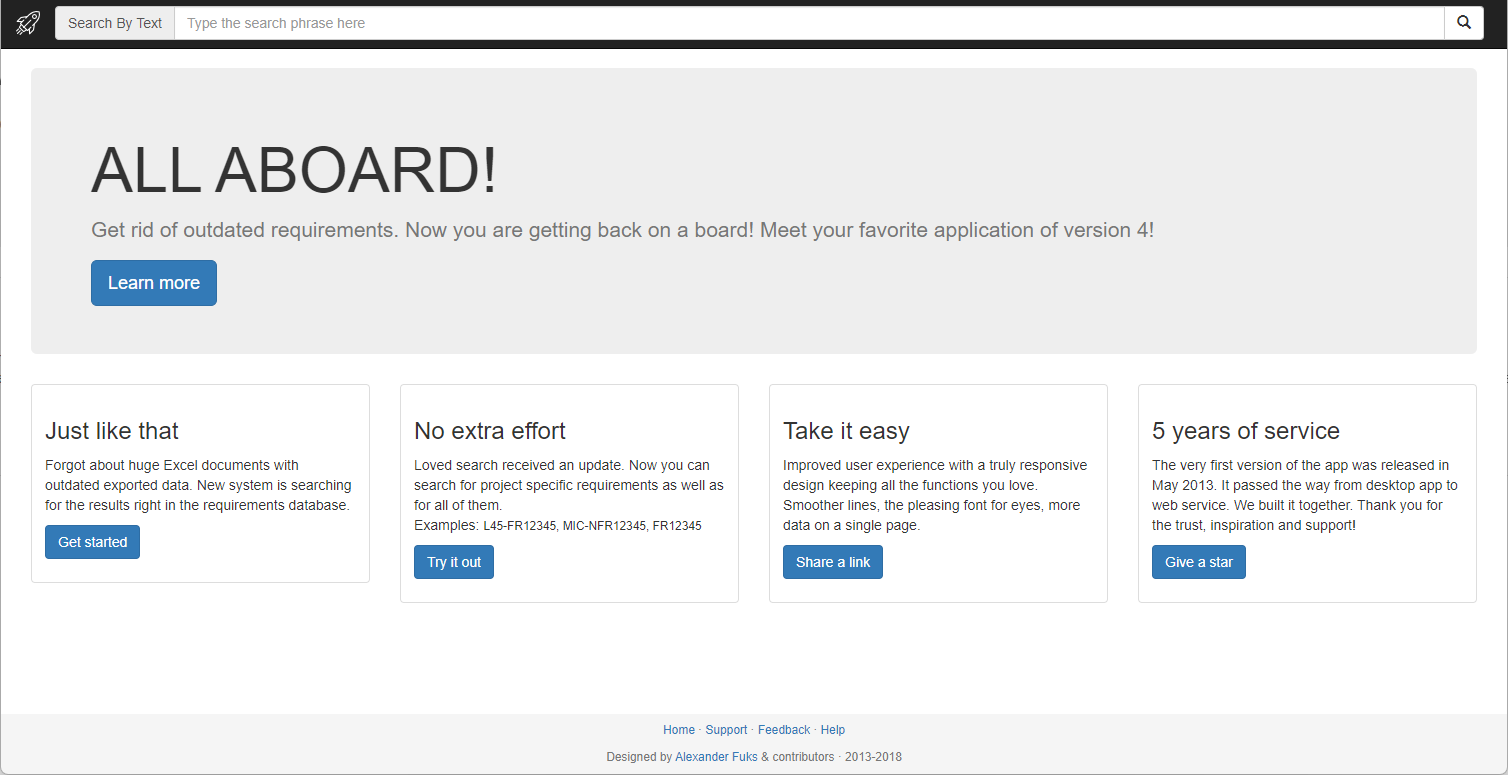 Search By Text Type the search phrase here
ALL ABOARD!
Get rid of outdated requirements. Now you are getting back on a board! Meet your favorite application of version 4!
Learn more
Just like that
Forgot about huge Excel documents with
outdated exported data. New system is searching
for the results right in the requirements database.
Get started
No extra effort
Loved search received an update. Now you can
search for project specific requirements as well as
for all of them.
Examples: L45-FR12345, MIC-NFR12345, FR12345
Try it out
Take it easy
Improved user experience with a truly responsive
design keeping all the functions you love.
Smoother lines, the pleasing font for eyes, more
data on a single page.
Share a link
5 years of service
The very first version of the app was released in
May 2013. It passed the way from desktop app to
web service. We built it together. Thank you for
the trust, inspiration and support!
Give a star
Home · Support · Feedback · Help
Designed by Alexander Fuks & contributors · 2013-2018